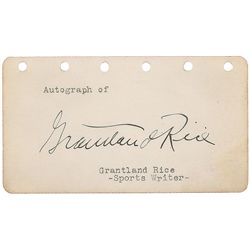 Autograph of
Grantland Rice
Grantland Rice
-Sports Writer-